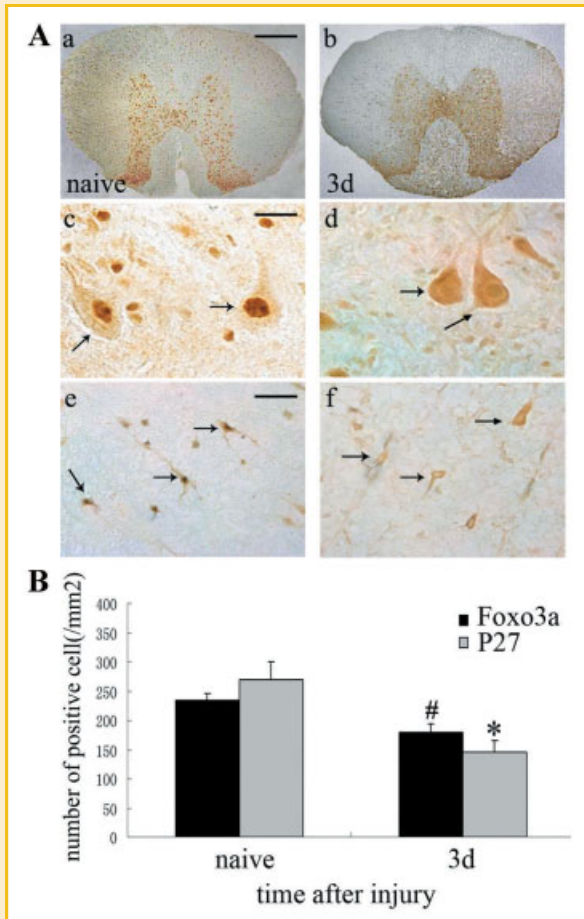 A
a
b
naive
3d
c
d
e
f
B
number of positive cell(/mm2)
400
350
300
250
200
150
100
50
0
Foxo3a
P27
#
*
naive
3d
time after injury